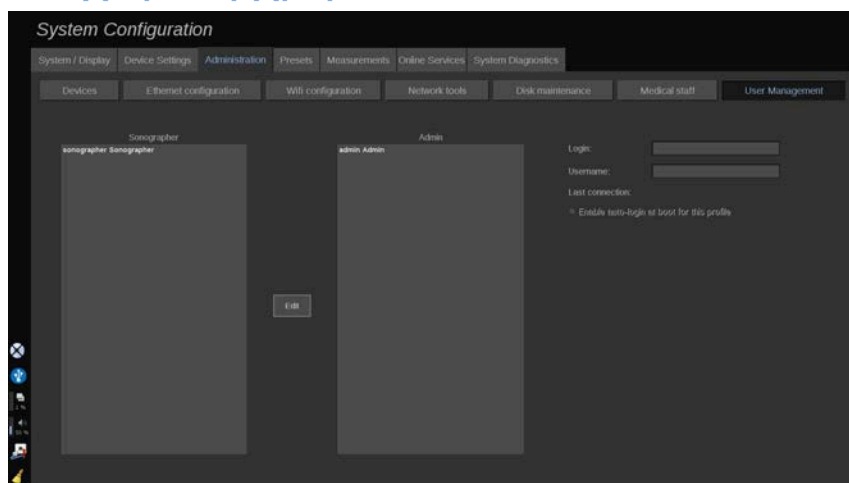 System Configuration
System / Display Device Settings Administration Presets Measurements Online Services System Diagnostics
Devices Ethernet configuration Wifi configuration Network tools Disk maintenance Medical staff User Management
Sonographer Admin
sonographer Sonographer admin Admin
Login:
Username:
Last connection:
Enable auto-login at boot for this profile
Edit
1 %
55 %